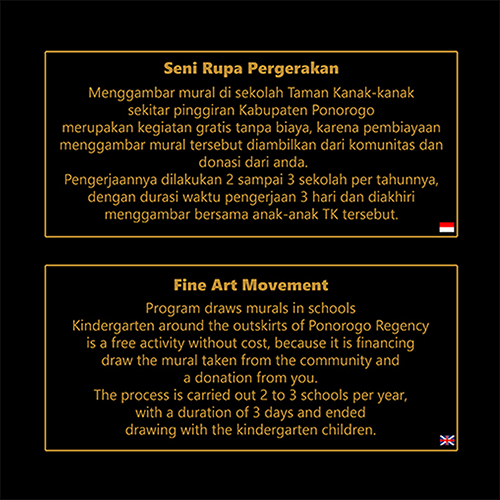 Seni Rupa Pergerakan
Menggambar mural di sekolah Taman Kanak-kanak
sekitar pinggiran Kabupaten Ponorogo
merupakan kegiatan gratis tanpa biaya, karena pembiayaan
menggambar mural tersebut diambilkan dari komunitas dan
donasi dari anda.
Pengerjaannya dilakukan 2 sampai 3 sekolah per tahunnya,
dengan durasi waktu pengerjaan 3 hari dan diakhiri
menggambar bersama anak-anak TK tersebut.
Fine Art Movement
Program draws murals in schools
Kindergarten around the outskirts of Ponorogo Regency
is a free activity without cost, because it is financing
draw the mural taken from the community and
a donation from you.
The process is carried out 2 to 3 schools per year,
with a duration of 3 days and ended
drawing with the kindergarten children.